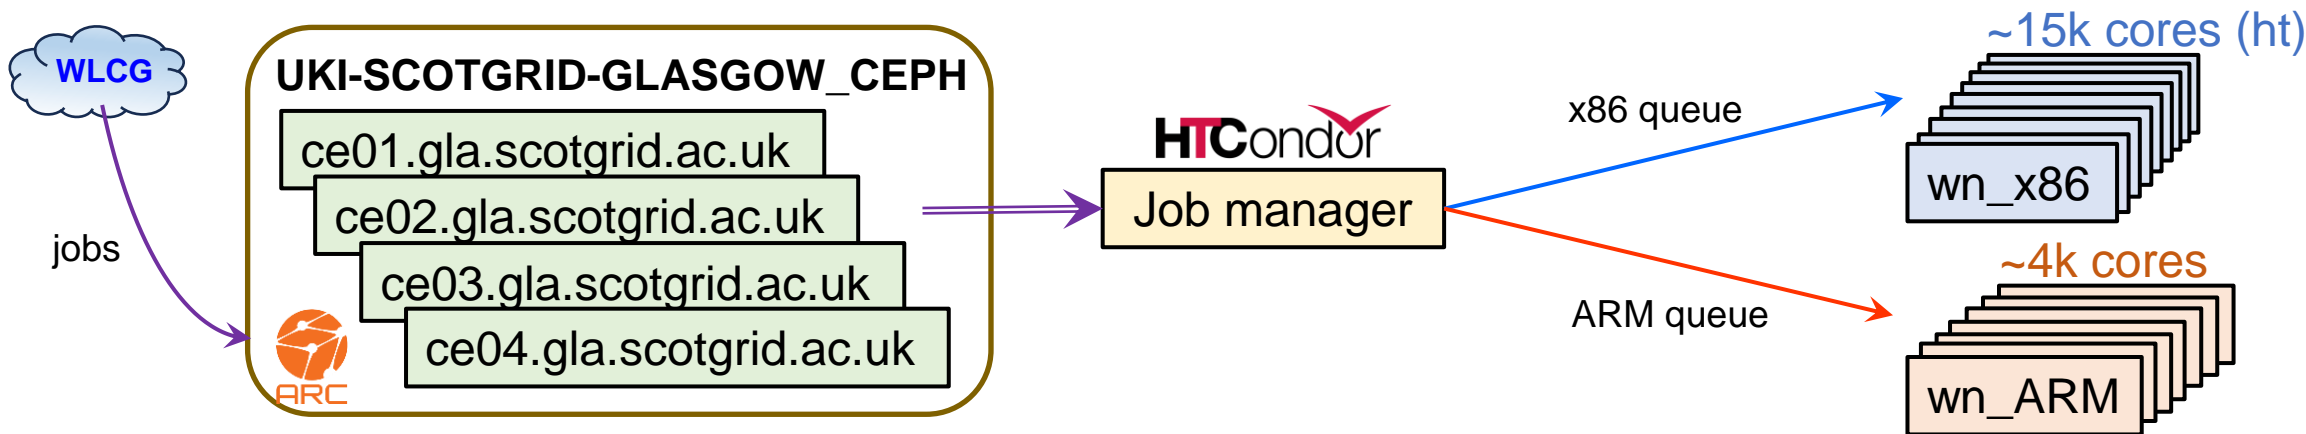 WLCG
jobs
UKI-SCOTGRID-GLASGOW_CEPH
ce01.gla.scotgrid.ac.uk
ce02.gla.scotgrid.ac.uk
ce03.gla.scotgrid.ac.uk
ce04.gla.scotgrid.ac.uk
ARC
HTCondor
Job manager
x86 queue
ARM queue
~15k cores (ht)
wn_x86
~4k cores
wn_ARM